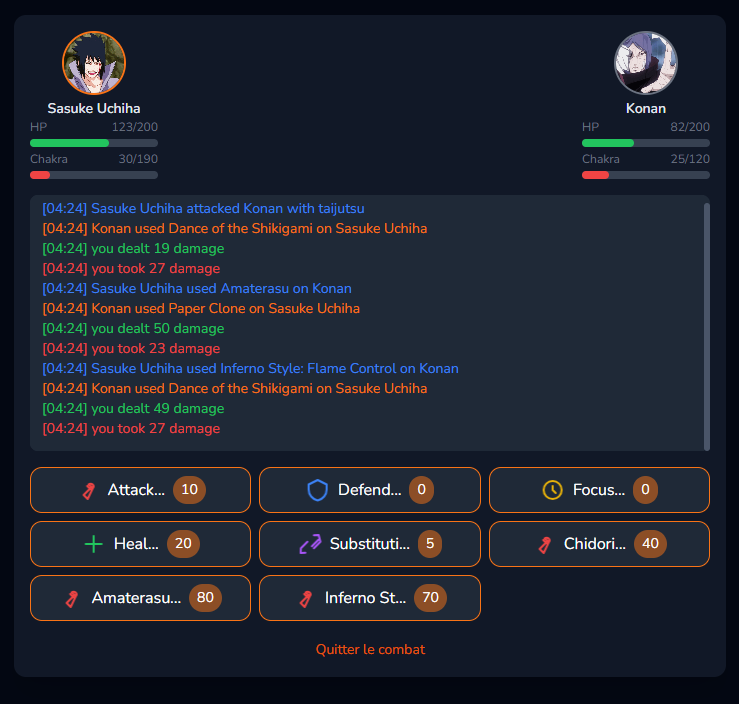 Sasuke Uchiha
Konan
HP 123/200
HP 82/200
Chakra 30/190
Chakra 25/120
[04:24] Sasuke Uchiha attacked Konan with taijutsu
[04:24] Konan used Dance of the Shikigami on Sasuke Uchiha
[04:24] you dealt 19 damage
[04:24] you took 27 damage
[04:24] Sasuke Uchiha used Amaterasu on Konan
[04:24] Konan used Paper Clone on Sasuke Uchiha
[04:24] you dealt 50 damage
[04:24] you took 23 damage
[04:24] Sasuke Uchiha used Inferno Style: Flame Control on Konan
[04:24] Konan used Dance of the Shikigami on Sasuke Uchiha
[04:24] you dealt 49 damage
[04:24] you took 27 damage
Attack... 10
Defend... 0
Focus... 0
Heal... 20
Substituti... 5
Chidori... 40
Amaterasu... 80
Inferno St... 70
Quitter le combat